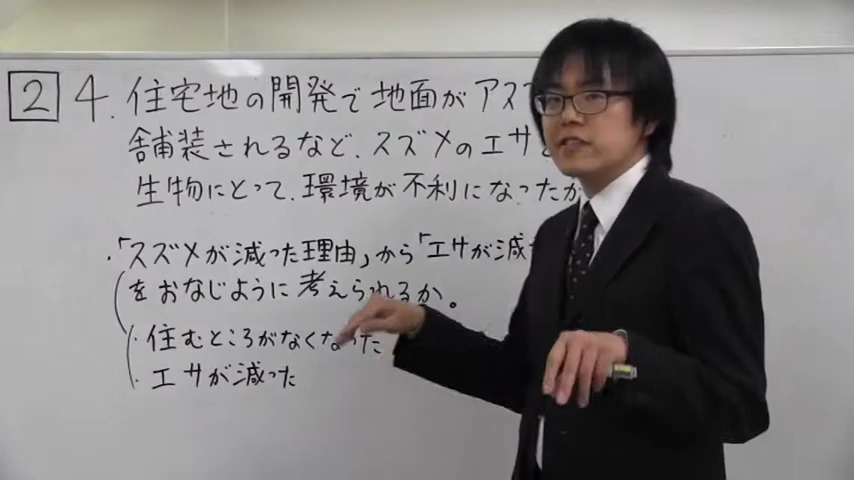 2 4. 住宅地の開発で地面がアス
舗装されるなど、スズメのエサ
生物にとって、環境が不利になったか
・「スズメが減った理由」から「エサが減
をおなじように考えられるか。
・住むところがなくなった
・エサが減った